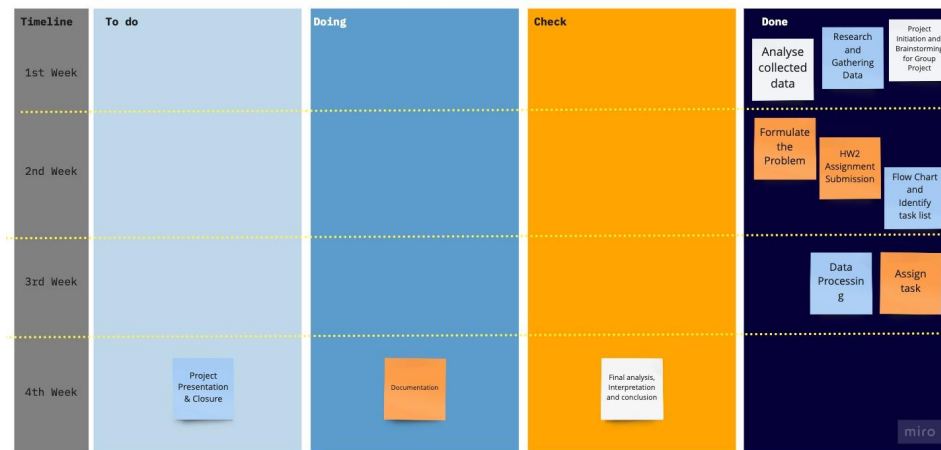 Timeline
To do
Doing
Check
Done
1st Week
Analyse
collected
data
Research
and
Gathering
Data
Project
Initiation and
Brainstorming
for Group
Project
2nd Week
Formulate
the
Problem
HW2
Assignment
Submission
Flow Chart
and
Identify
task list
3rd Week
Data
Processin
g
Assign
task
4th Week
Project
Presentation
& Closure
Documentation
Final analysis,
Interpretation
and conclusion
miro